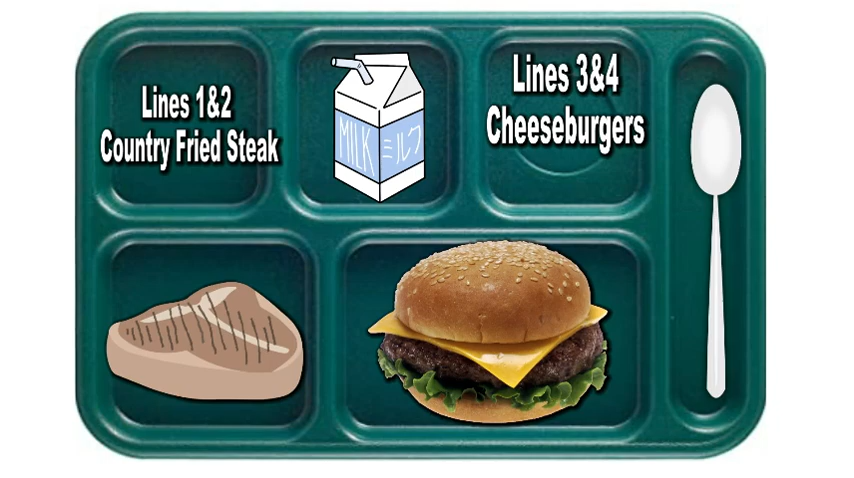 Lines 1&2
Country Fried Steak
MILK ミルク
Lines 3&4
Cheeseburgers